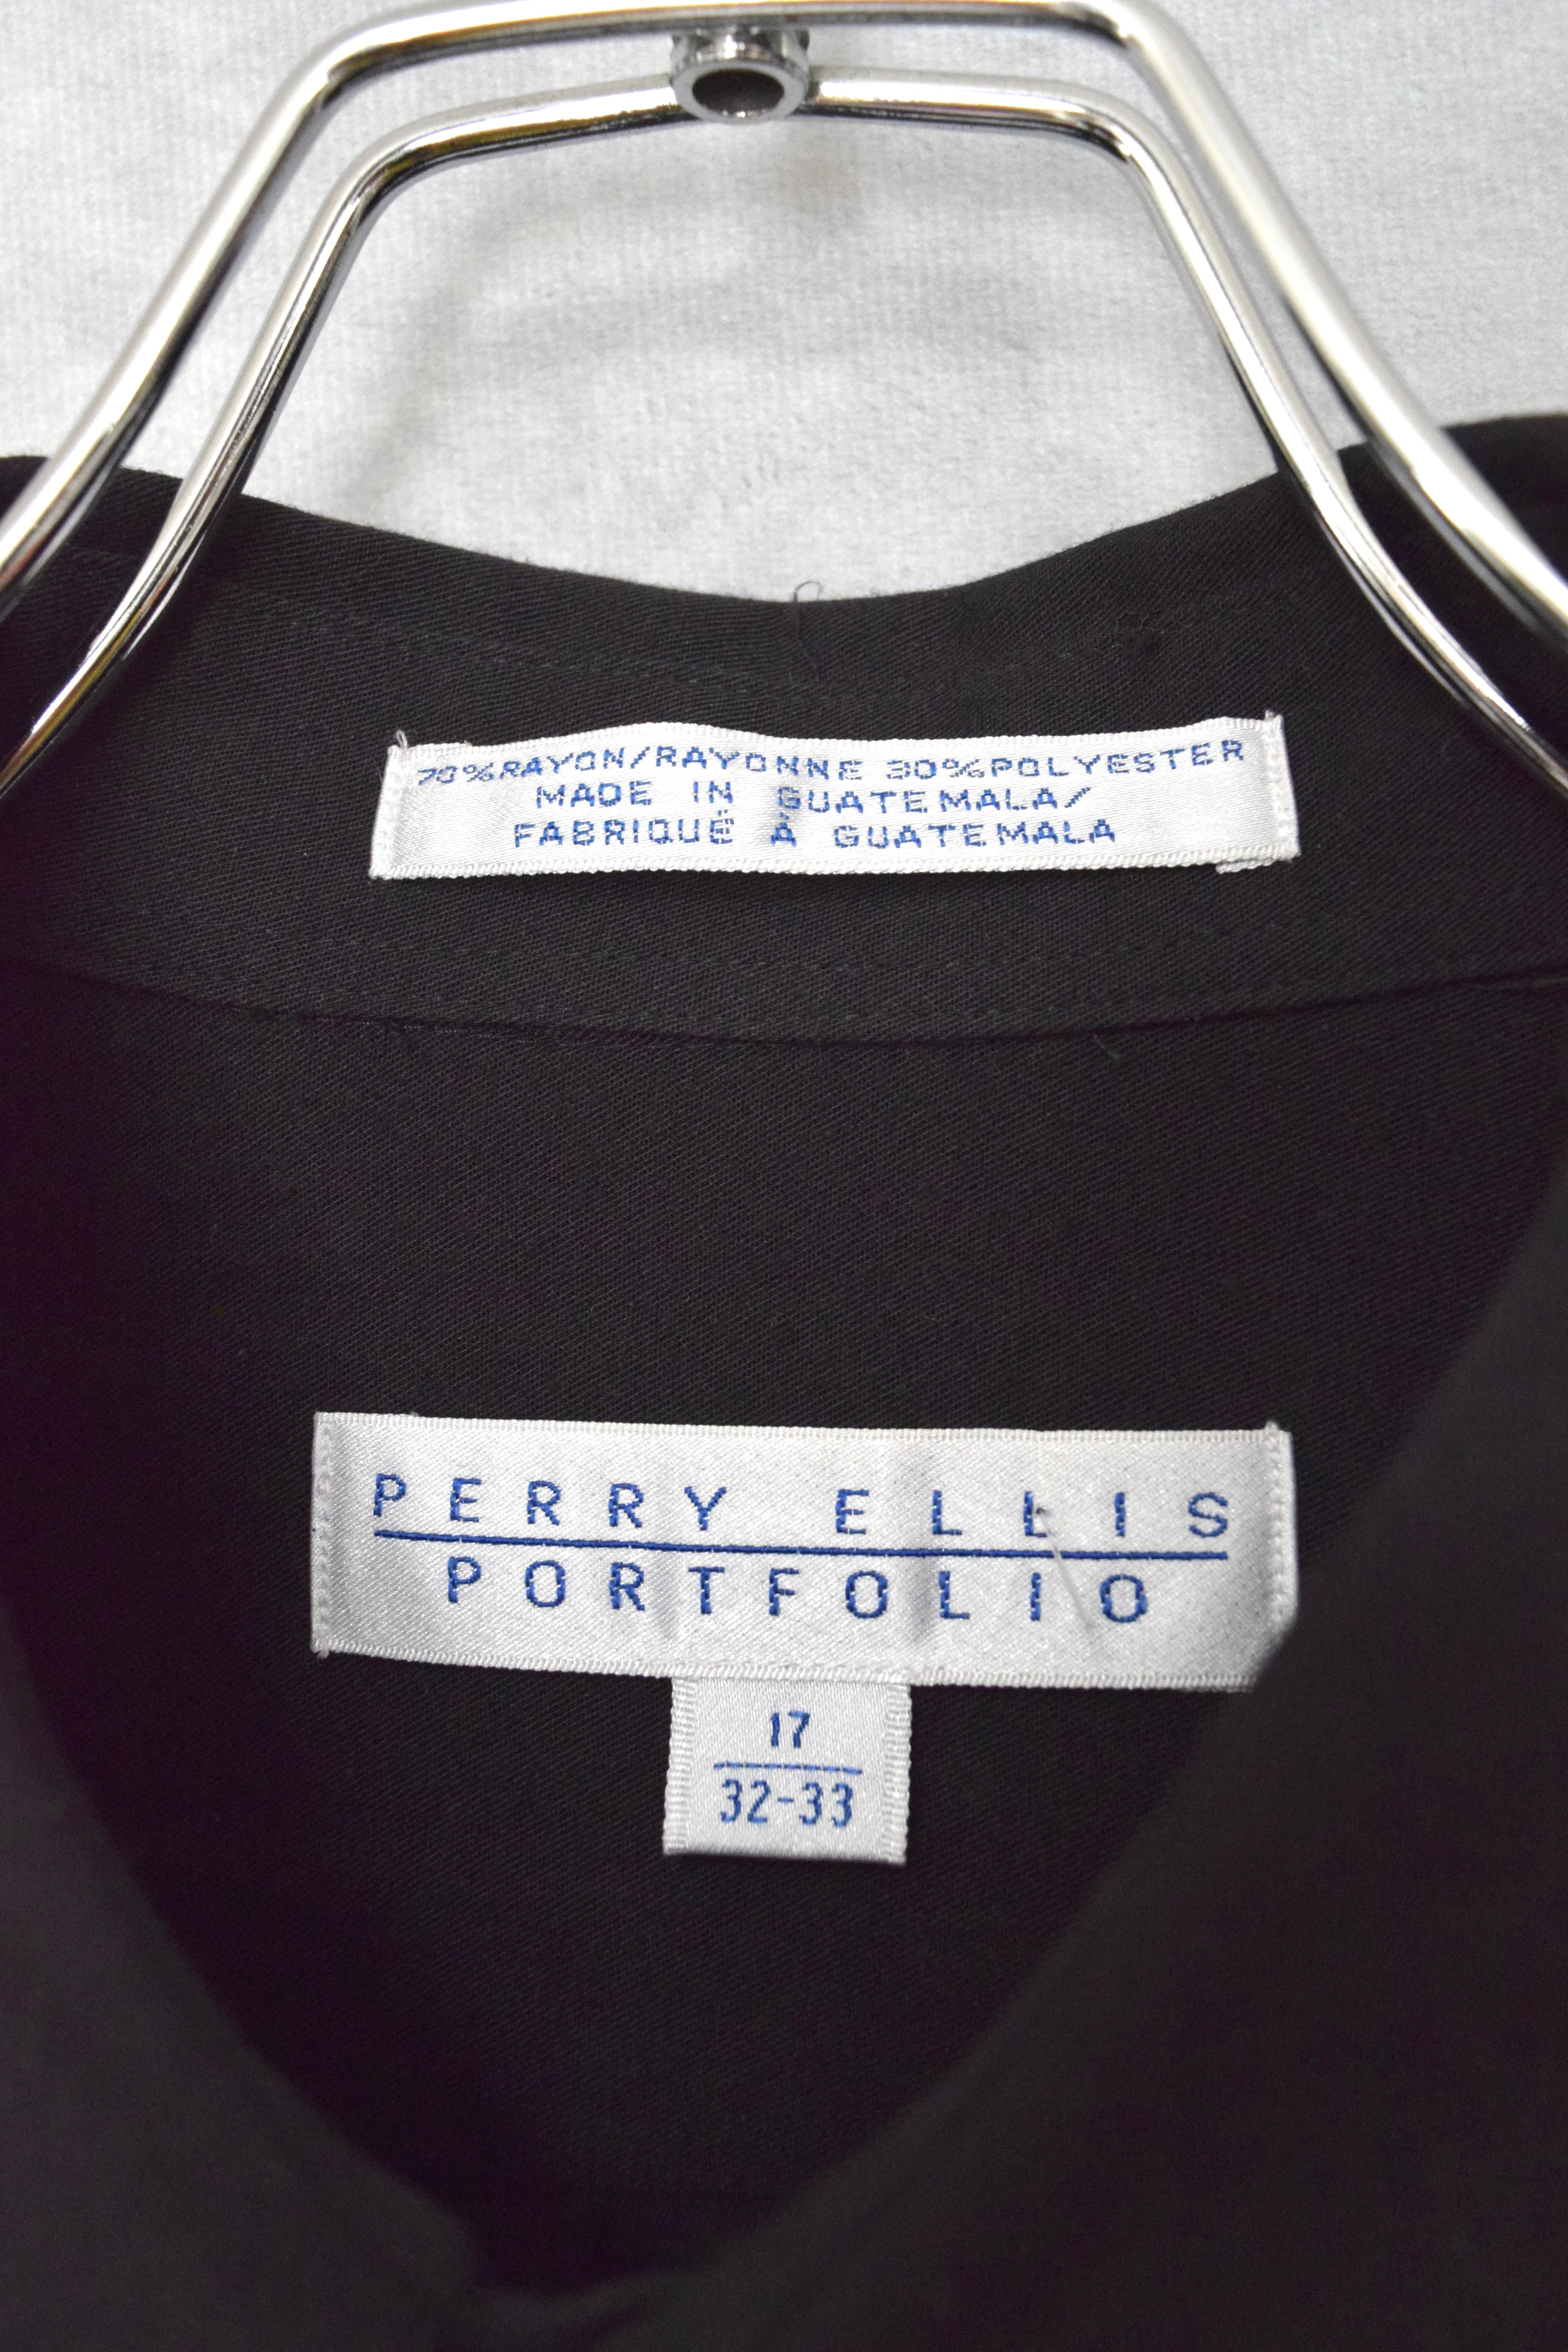 70%RAYON/RAYONNE 30%POLYESTER
MADE IN GUATEMALA/
FABRIQUÉ À GUATEMALA
PERRY ELLIS
PORTFOLIO
17
32-33